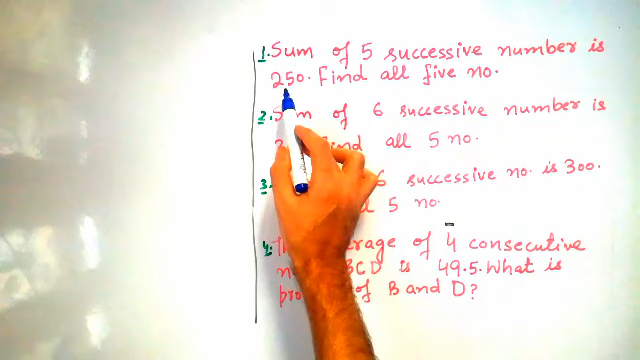 1. Sum of 5 successive number is
250. Find all five no.
2. of 6 successive number is
all 5 no.
3. 6 successive no. is 300.
5 no.
4. of 4 consecutive
BCD is 49.5. What is
of B and D?